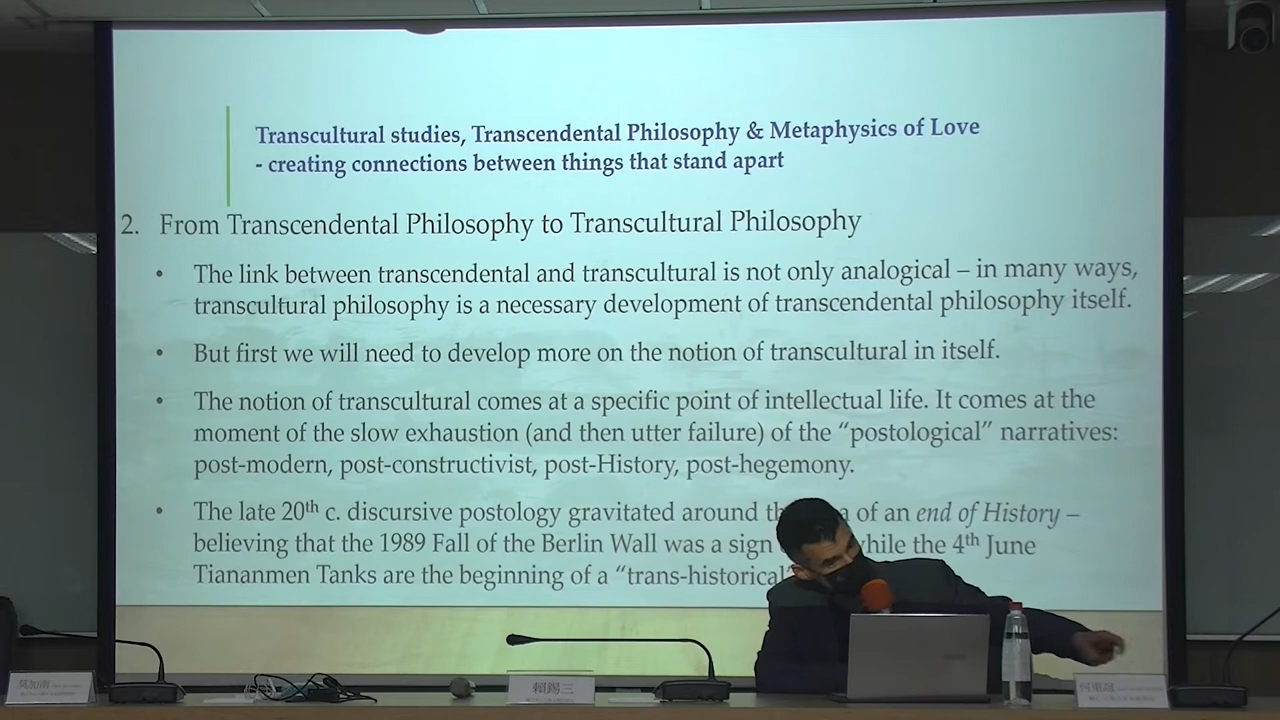 Transcultural studies, Transcendental Philosophy & Metaphysics of Love
- creating connections between things that stand apart
2. From Transcendental Philosophy to Transcultural Philosophy
• The link between transcendental and transcultural is not only analogical – in many ways,
transcultural philosophy is a necessary development of transcendental philosophy itself.
• But first we will need to develop more on the notion of transcultural in itself.
• The notion of transcultural comes at a specific point of intellectual life. It comes at the
moment of the slow exhaustion (and then utter failure) of the “postological” narratives:
post-modern, post-constructivist, post-History, post-hegemony.
• The late 20th c. discursive postology gravitated around of an end of History –
believing that the 1989 Fall of the Berlin Wall was a sign while the 4th June
Tiananmen Tanks are the beginning of a “trans-historical
莫加南
賴錫三